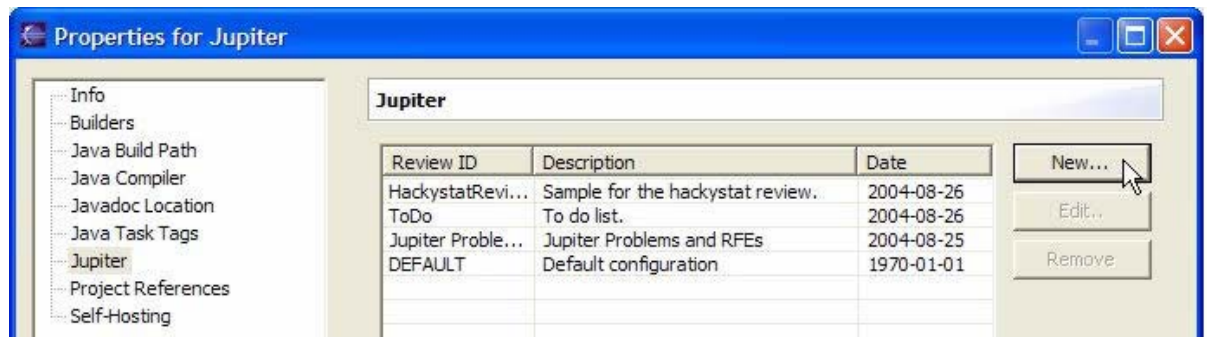 Properties for Jupiter
Info
Builders
Java Build Path
Java Compiler
Javadoc Location
Java Task Tags
Jupiter
Project References
Self-Hosting
Jupiter
Review ID Description Date
HackystatRevi... Sample for the hackystat review. 2004-08-26
ToDo To do list. 2004-08-26
Jupiter Proble... Jupiter Problems and RFEs 2004-08-25
DEFAULT Default configuration 1970-01-01
New...
Edit..
Remove